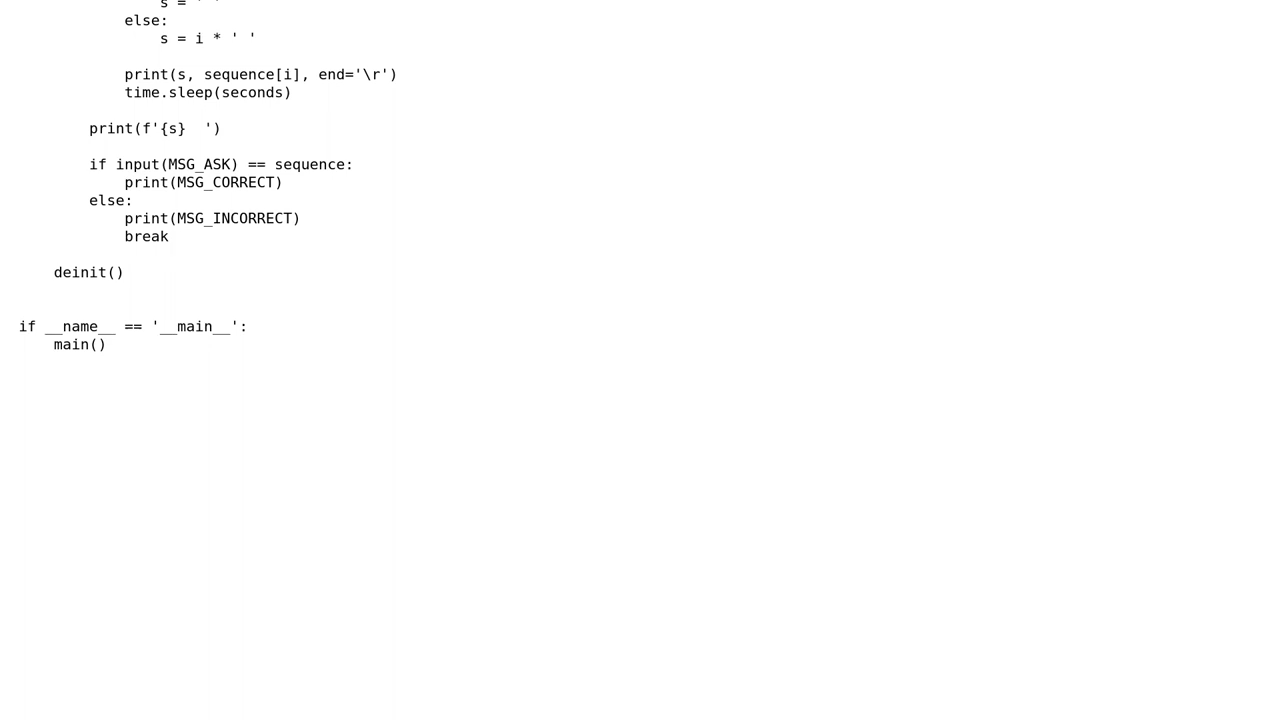 s = ' '
            else:
                s = i * ' '

            print(s, sequence[i], end='\r')
            time.sleep(seconds)

        print(f'{s}  ')

        if input(MSG_ASK) == sequence:
            print(MSG_CORRECT)
        else:
            print(MSG_INCORRECT)
            break

    deinit()


if __name__ == '__main__':
    main()